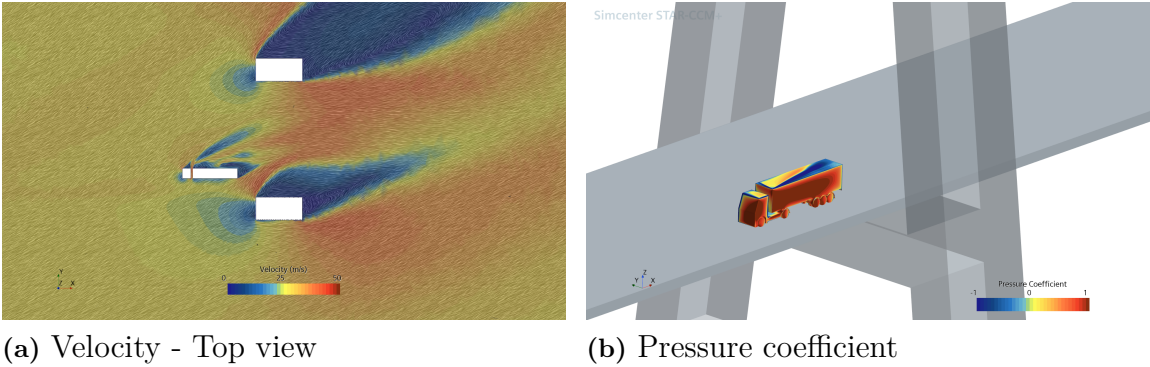 Simcenter STAR-CCM+
Y
Z X
Velocity (m/s)
0 25 50
Z
Y X
Pressure Coefficient
-1 0 1
(a) Velocity - Top view
(b) Pressure coefficient